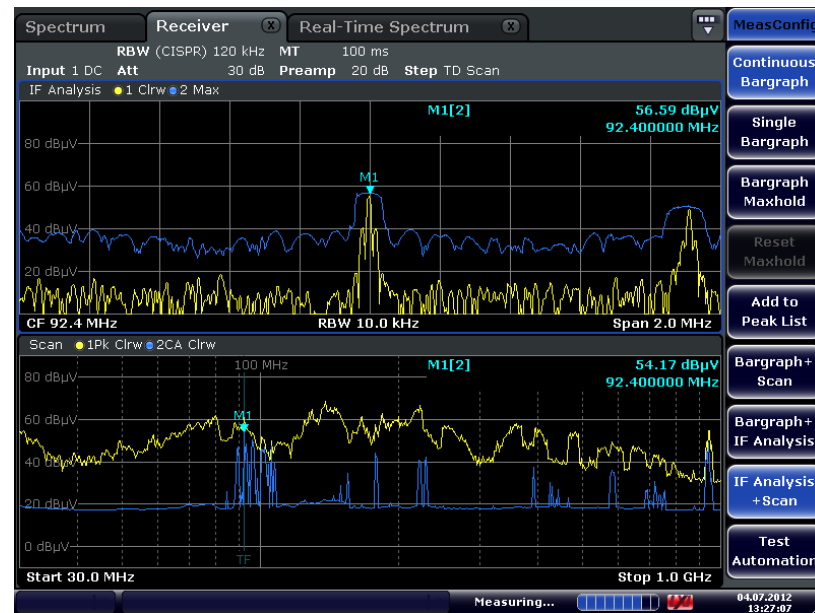 Spectrum Receiver X Real-Time Spectrum X
MeasConfig
RBW (CISPR) 120 kHz MT 100 ms
Input 1 DC Att 30 dB Preamp 20 dB Step TD Scan
IF Analysis 1 Clrw 2 Max
M1[2] 56.59 dBµV
92.400000 MHz
80 dBµV
M1
60 dBµV
40 dBµV
20 dBµV
CF 92.4 MHz RBW 10.0 kHz Span 2.0 MHz
Scan 1Pk Clrw 2CA Clrw
100 MHz M1[2] 54.17 dBµV
92.400000 MHz
80 dBµV
M1
60 dBµV
40 dBµV
20 dBµV
0 dBµV
TF
Start 30.0 MHz Stop 1.0 GHz
Measuring...
04.07.2012
13:27:07
Continuous
Bargraph
Single
Bargraph
Bargraph
Maxhold
Reset
Maxhold
Add to
Peak List
Bargraph+
Scan
Bargraph+
IF Analysis
IF Analysis
+Scan
Test
Automation